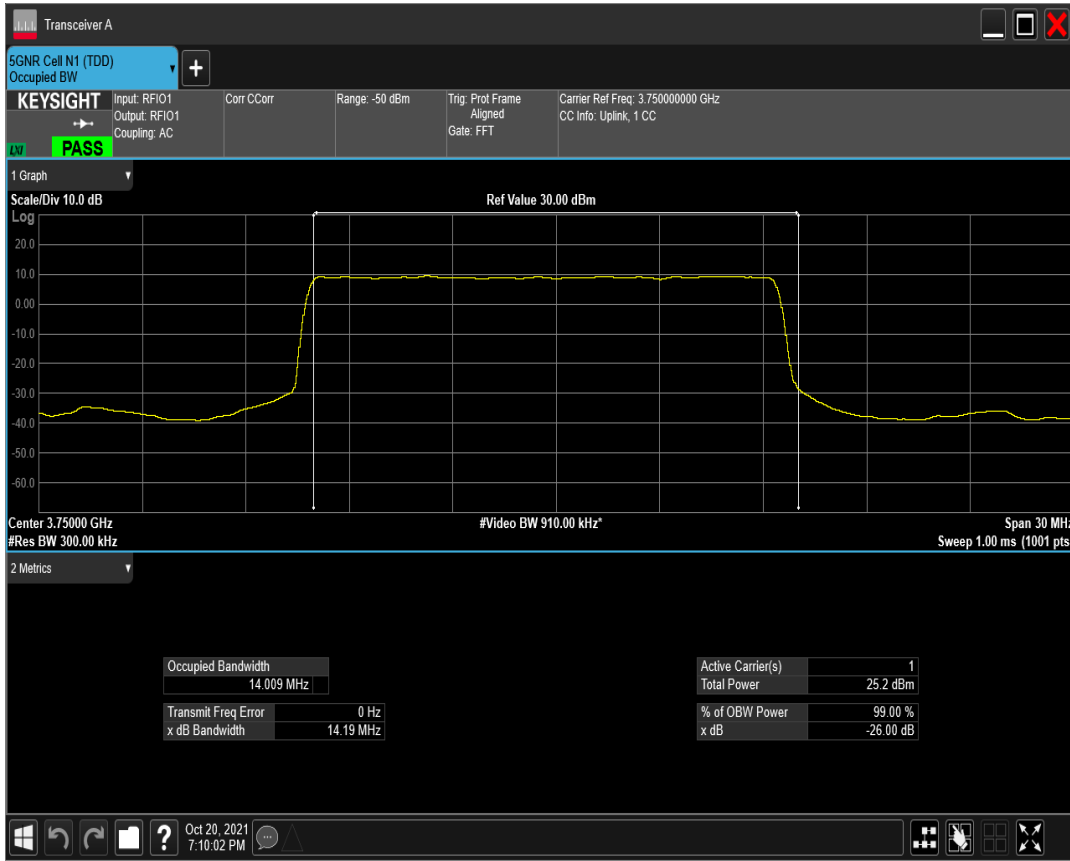 Transceiver A
5GNR Cell N1 (TDD)
Occupied BW
+
KEYSIGHT
LXI
PASS
Input: RFIO1
Output: RFIO1
Coupling: AC
Corr CCorr
Range: -50 dBm
Trig: Prot Frame
Aligned
Gate: FFT
Carrier Ref Freq: 3.750000000 GHz
CC Info: Uplink, 1 CC
1 Graph
Scale/Div 10.0 dB
Ref Value 30.00 dBm
Log
20.0
10.0
0.00
-10.0
-20.0
-30.0
-40.0
-50.0
-60.0
Center 3.75000 GHz
#Video BW 910.00 kHz*
Span 30 MHz
#Res BW 300.00 kHz
Sweep 1.00 ms (1001 pts
2 Metrics
Occupied Bandwidth
14.009 MHz
Transmit Freq Error 0 Hz
x dB Bandwidth 14.19 MHz
Active Carrier(s) 1
Total Power 25.2 dBm
% of OBW Power 99.00 %
x dB -26.00 dB
?
Oct 20, 2021
7:10:02 PM